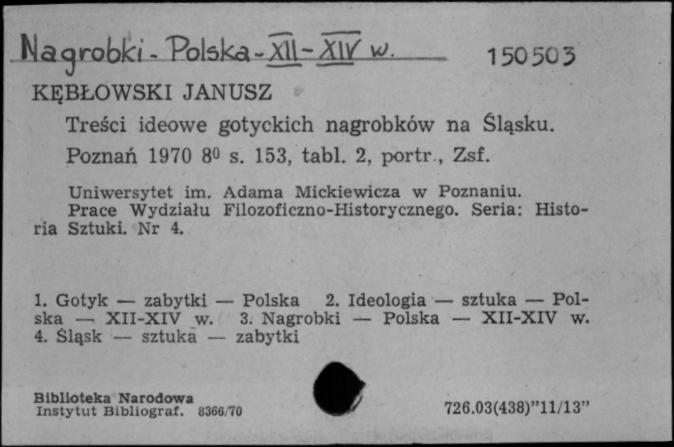 Nagrobki - Polska - XII - XIV w. 150503
KĘBŁOWSKI JANUSZ
Treści ideowe gotyckich nagrobków na Śląsku.
Poznań 1970 8º s. 153, tabl. 2, portr., Zsf.
Uniwersytet im. Adama Mickiewicza w Poznaniu.
Prace Wydziału Filozoficzno-Historycznego. Seria: Histo-
ria Sztuki. Nr 4.
1. Gotyk — zabytki — Polska 2. Ideologia — sztuka — Pol-
ska — XII-XIV w. 3. Nagrobki — Polska — XII-XIV w.
4. Śląsk — sztuka — zabytki
Biblioteka Narodowa
Instytut Bibliograf. 8366/70 726.03(438)"11/13"